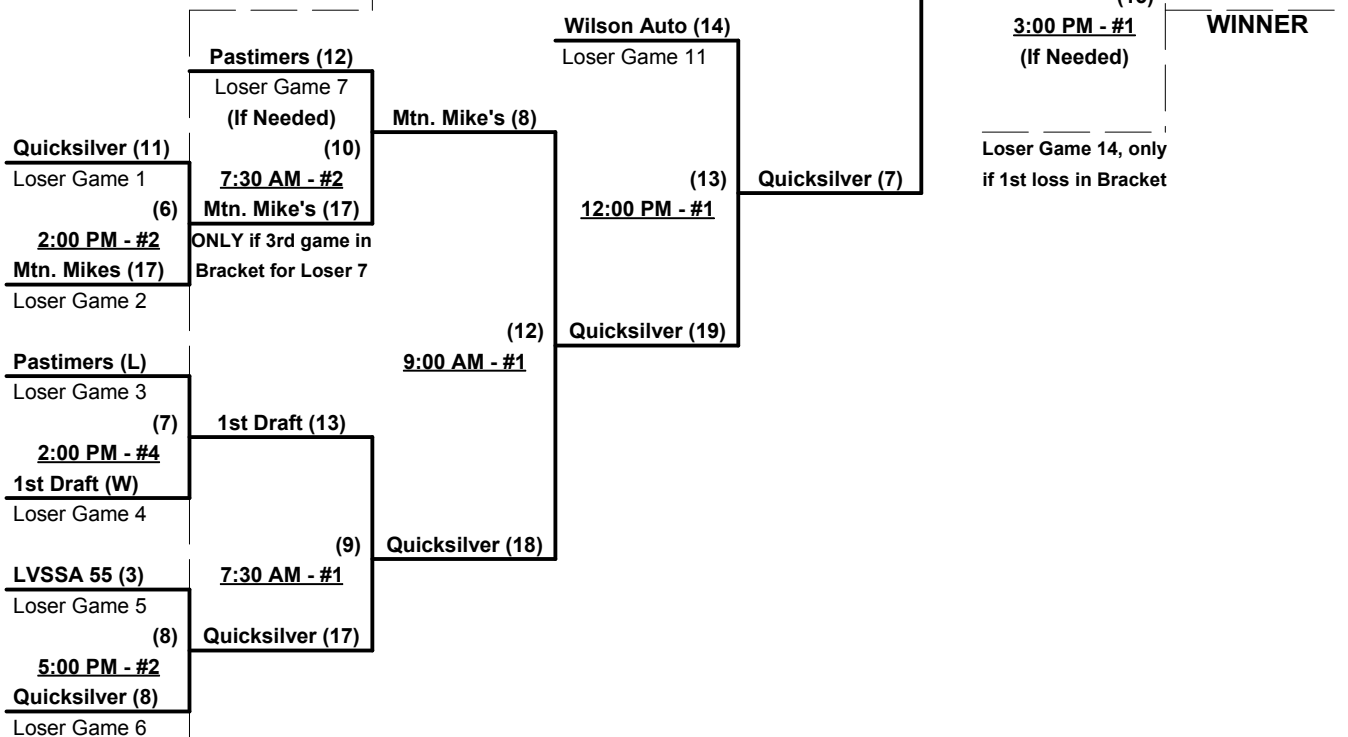 (15)
Wilson Auto (14)
3:00 PM - #1
WINNER
Loser Game 11
Pastimers (12)
(If Needed)
Loser Game 7
(If Needed)
Mtn. Mike's (8)
Quicksilver (11)
(10)
Loser Game 14, only
Loser Game 1
7:30 AM - #2
(13)
Quicksilver (7)
if 1st loss in Bracket
(6)
Mtn. Mike's (17)
12:00 PM - #1
2:00 PM - #2
ONLY if 3rd game in
Mtn. Mikes (17)
Bracket for Loser 7
Loser Game 2
(12)
Quicksilver (19)
Pastimers (L)
9:00 AM - #1
Loser Game 3
(7)
1st Draft (13)
2:00 PM - #4
1st Draft (W)
Loser Game 4
(9)
Quicksilver (18)
LVSSA 55 (3)
7:30 AM - #1
Loser Game 5
(8)
Quicksilver (17)
5:00 PM - #2
Quicksilver (8)
Loser Game 6